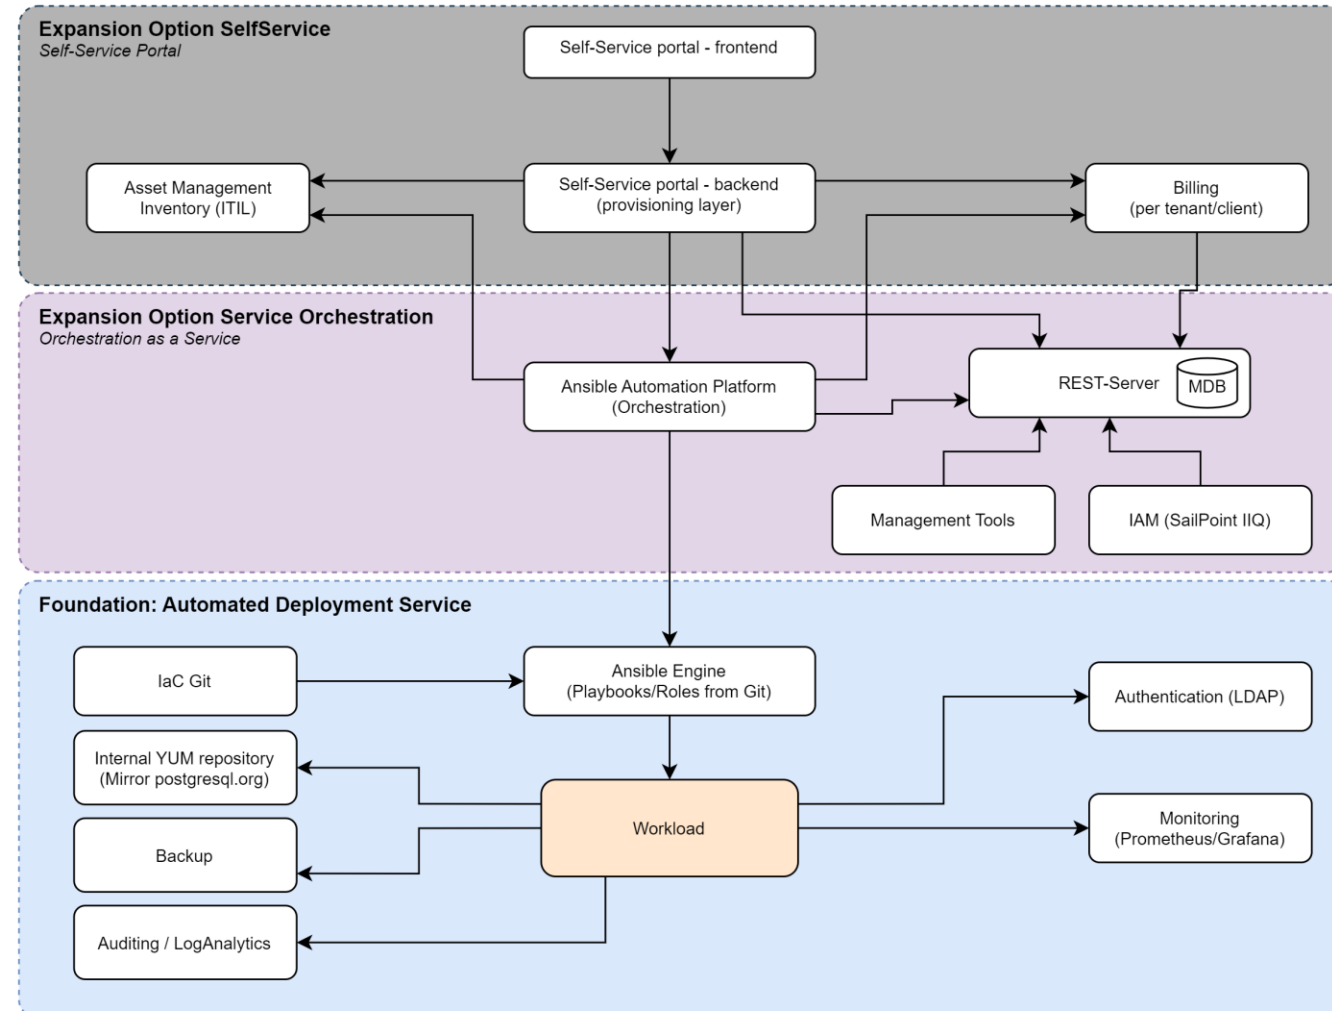 Expansion Option SelfService
Self-Service Portal
Self-Service portal - frontend
Asset Management
Inventory (ITIL)
Self-Service portal - backend
(provisioning layer)
Billing
(per tenant/client)
Expansion Option Service Orchestration
Orchestration as a Service
Ansible Automation Platform
(Orchestration)
REST-Server
MDB
Management Tools
IAM (SailPoint IIQ)
Foundation: Automated Deployment Service
IaC Git
Ansible Engine
(Playbooks/Roles from Git)
Authentication (LDAP)
Internal YUM repository
(Mirror postgresql.org)
Workload
Monitoring
(Prometheus/Grafana)
Backup
Auditing / LogAnalytics